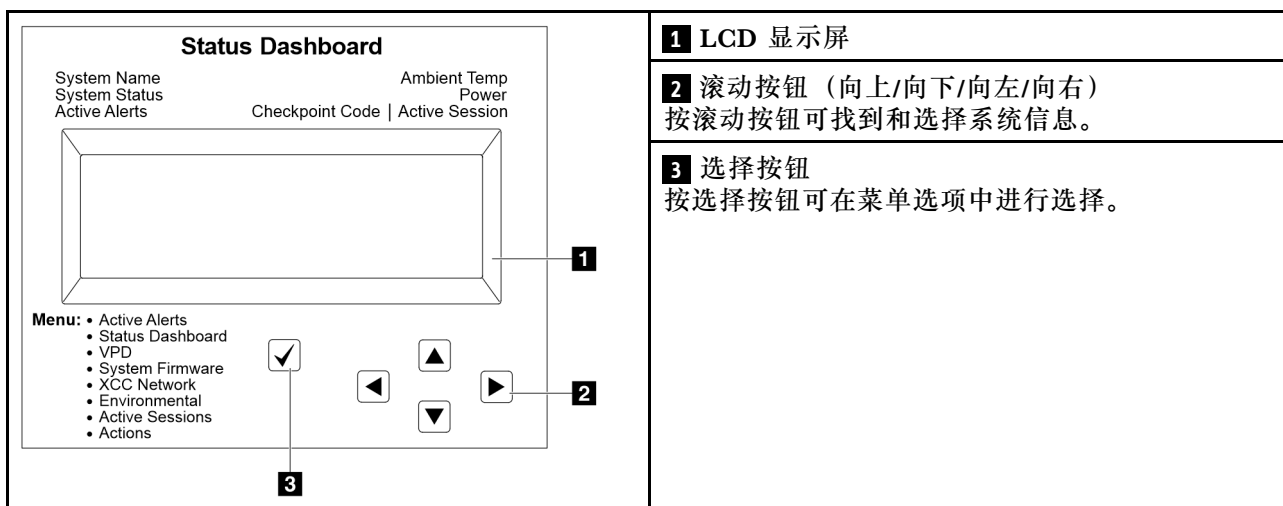 Status Dashboard
System Name
System Status
Active Alerts
Ambient Temp
Power
Checkpoint Code | Active Session
1
Menu: • Active Alerts
• Status Dashboard
• VPD
• System Firmware
• XCC Network
• Environmental
• Active Sessions
• Actions
2
3
1 LCD 显示屏
2 滚动按钮（向上/向下/向左/向右）
按滚动按钮可找到和选择系统信息。
3 选择按钮
按选择按钮可在菜单选项中进行选择。